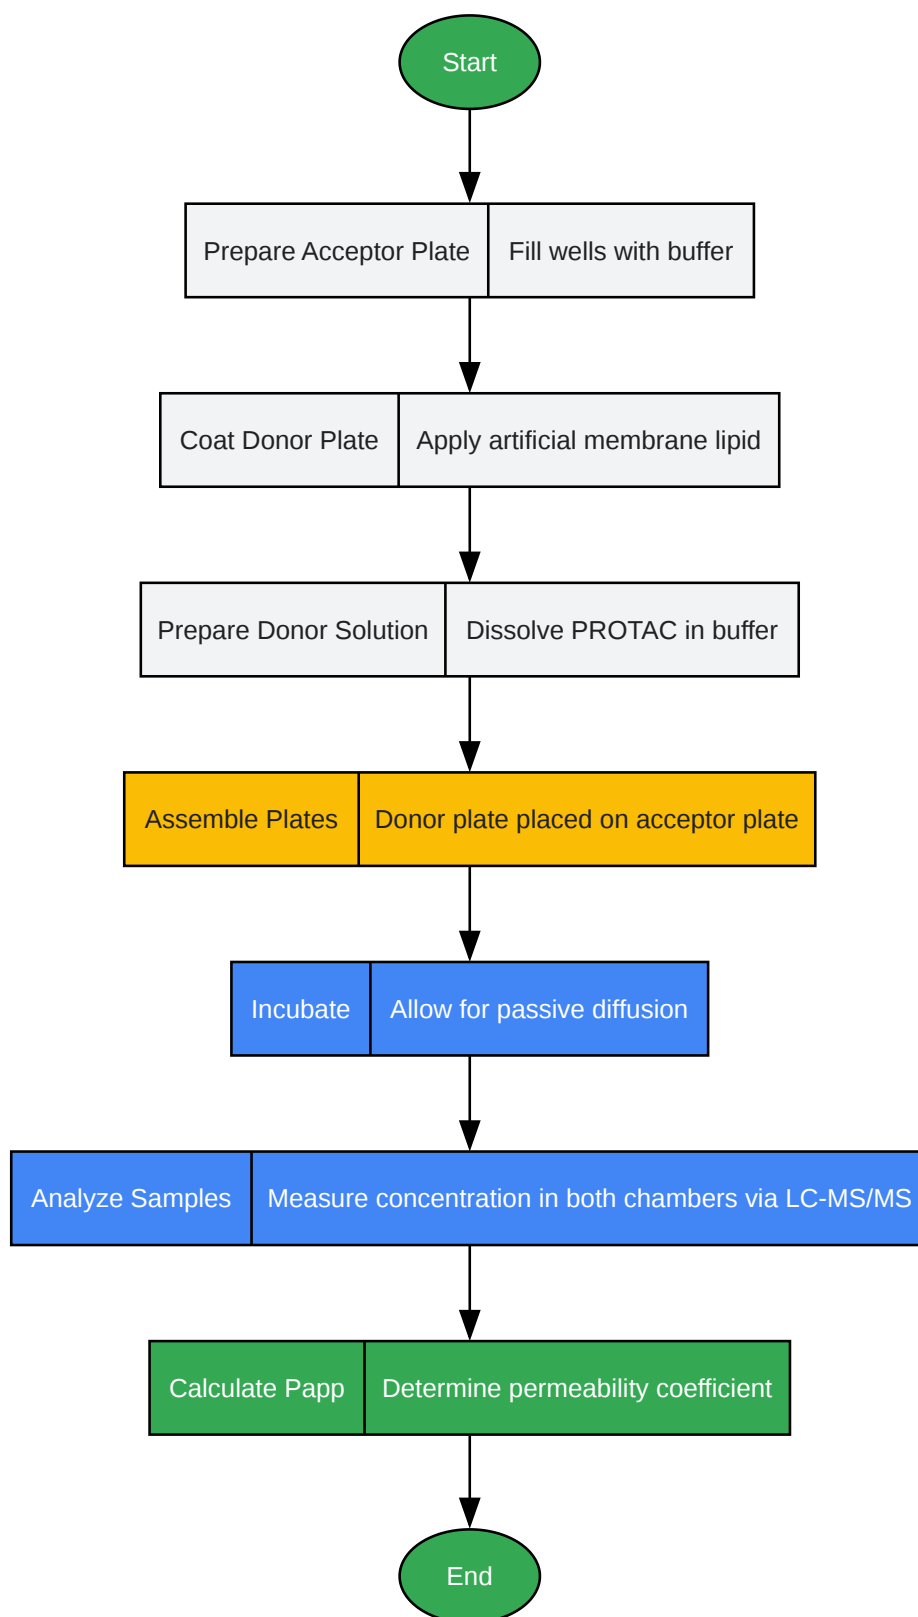 Start
Prepare Acceptor Plate
Fill wells with buffer
Coat Donor Plate
Apply artificial membrane lipid
Prepare Donor Solution
Dissolve PROTAC in buffer
Assemble Plates
Donor plate placed on acceptor plate
Incubate
Allow for passive diffusion
Analyze Samples
Measure concentration in both chambers via LC-MS/MS
Calculate Papp
Determine permeability coefficient
End